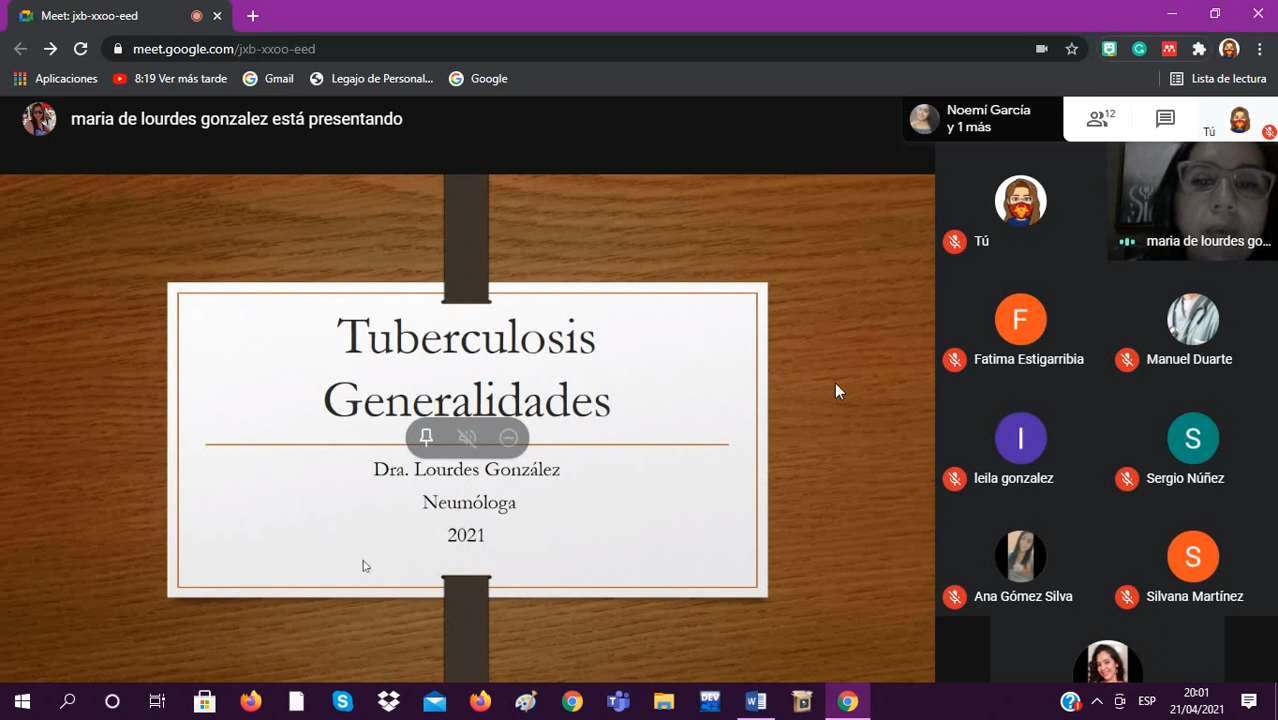 Meet: jxb-xxoo-eed
meet.google.com/jxb-xxoo-eed
Aplicaciones
8:19 Ver más tarde
Gmail
Legajo de Personal...
Google
Lista de lectura
maria de lourdes gonzalez está presentando
Noemí García
y 1 más
12
Tú
Tuberculosis
Generalidades
Dra. Lourdes González
Neumóloga
2021
Tú
maria de lourdes go...
F
Fatima Estigarribia
Manuel Duarte
l
leila gonzalez
S
Sergio Núñez
Ana Gómez Silva
S
Silvana Martínez
DEV
ESP
20:01
21/04/2021